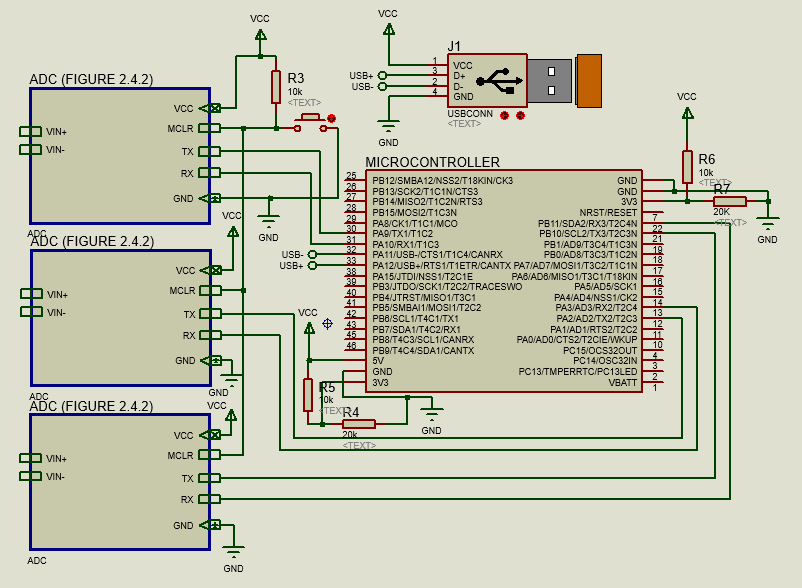 VCC
ADC (FIGURE 2.4.2)
VCC
MCLR
TX
RX
GND
VIN+
VIN-
ADC
R3
10k
<TEXT>
GND
VCC
J1
USB+
USB-
1
3
2
4
VCC
D+
D-
GND
USBCONN
<TEXT>
GND
VCC
R6
10k
<TEXT>
R7
20K
<TEXT>
GND
MICROCONTROLLER
25 PB12/SMBA12/NSS2/T18KIN/CK3
26 PB13/SCK2/T1C1N/CTS3
27 PB14/MISO2/T1C2N/RTS3
28 PB15/MOSI2/T1C3N
29 PA8/CK1/T1C1/MCO
30 PA9/TX1/T1C2
31 PA10/RX1/T1C3
USB- 32 PA11/USB-/CTS1/T1C4/CANRX
USB+ 33 PA12/USB+/RTS1/T1ETR/CANTX
38 PA15/JTDI/NSS1/T2C1E
39 PB3/JTDO/SCK1/T2C2/TRACESWO
40 PB4/JTRST/MISO1/T3C1
41 PB5/SMBAI1/MOSI1/T2C2
42 PB6/SCL1/T4C1/TX1
43 PB7/SDA1/T4C2/RX1
45 PB8/T4C3/SCL1/CANRX
46 PB9/T4C4/SDA1/CANTX
5V
GND
3V3
GND
GND
3V3
NRST/RESET 7
PB11/SDA2/RX3/T2C4N 22
PB10/SCL2/TX3/T2C3N 21
PB1/AD9/T3C4/T1C3N 19
PB0/AD8/T3C3/T1C2N 18
PA7/AD7/MOSI1/T3C2/T1C1N 17
PA6/AD6/MISO1/T3C1/T18KIN 16
PA5/AD5/SCK1 15
PA4/AD4/NSS1/CK2 14
PA3/AD3/RX2/T2C4 13
PA2/AD2/TX2/T2C3 12
PA1/AD1/RTS2/T2C2 11
PA0/AD0/CTS2/T2C1E/WKUP 10
PC15/OCS32OUT 4
PC14/OSC32IN 3
PC13/TMPERRTC/PC13LED 2
VBATT 1
VCC
ADC (FIGURE 2.4.2)
VCC
MCLR
TX
RX
GND
VIN+
VIN-
GND
ADC
VCC
R5
10k
<TEXT>
R4
20k
<TEXT>
GND
VCC
ADC (FIGURE 2.4.2)
VCC
MCLR
TX
RX
GND
VIN+
VIN-
ADC
GND